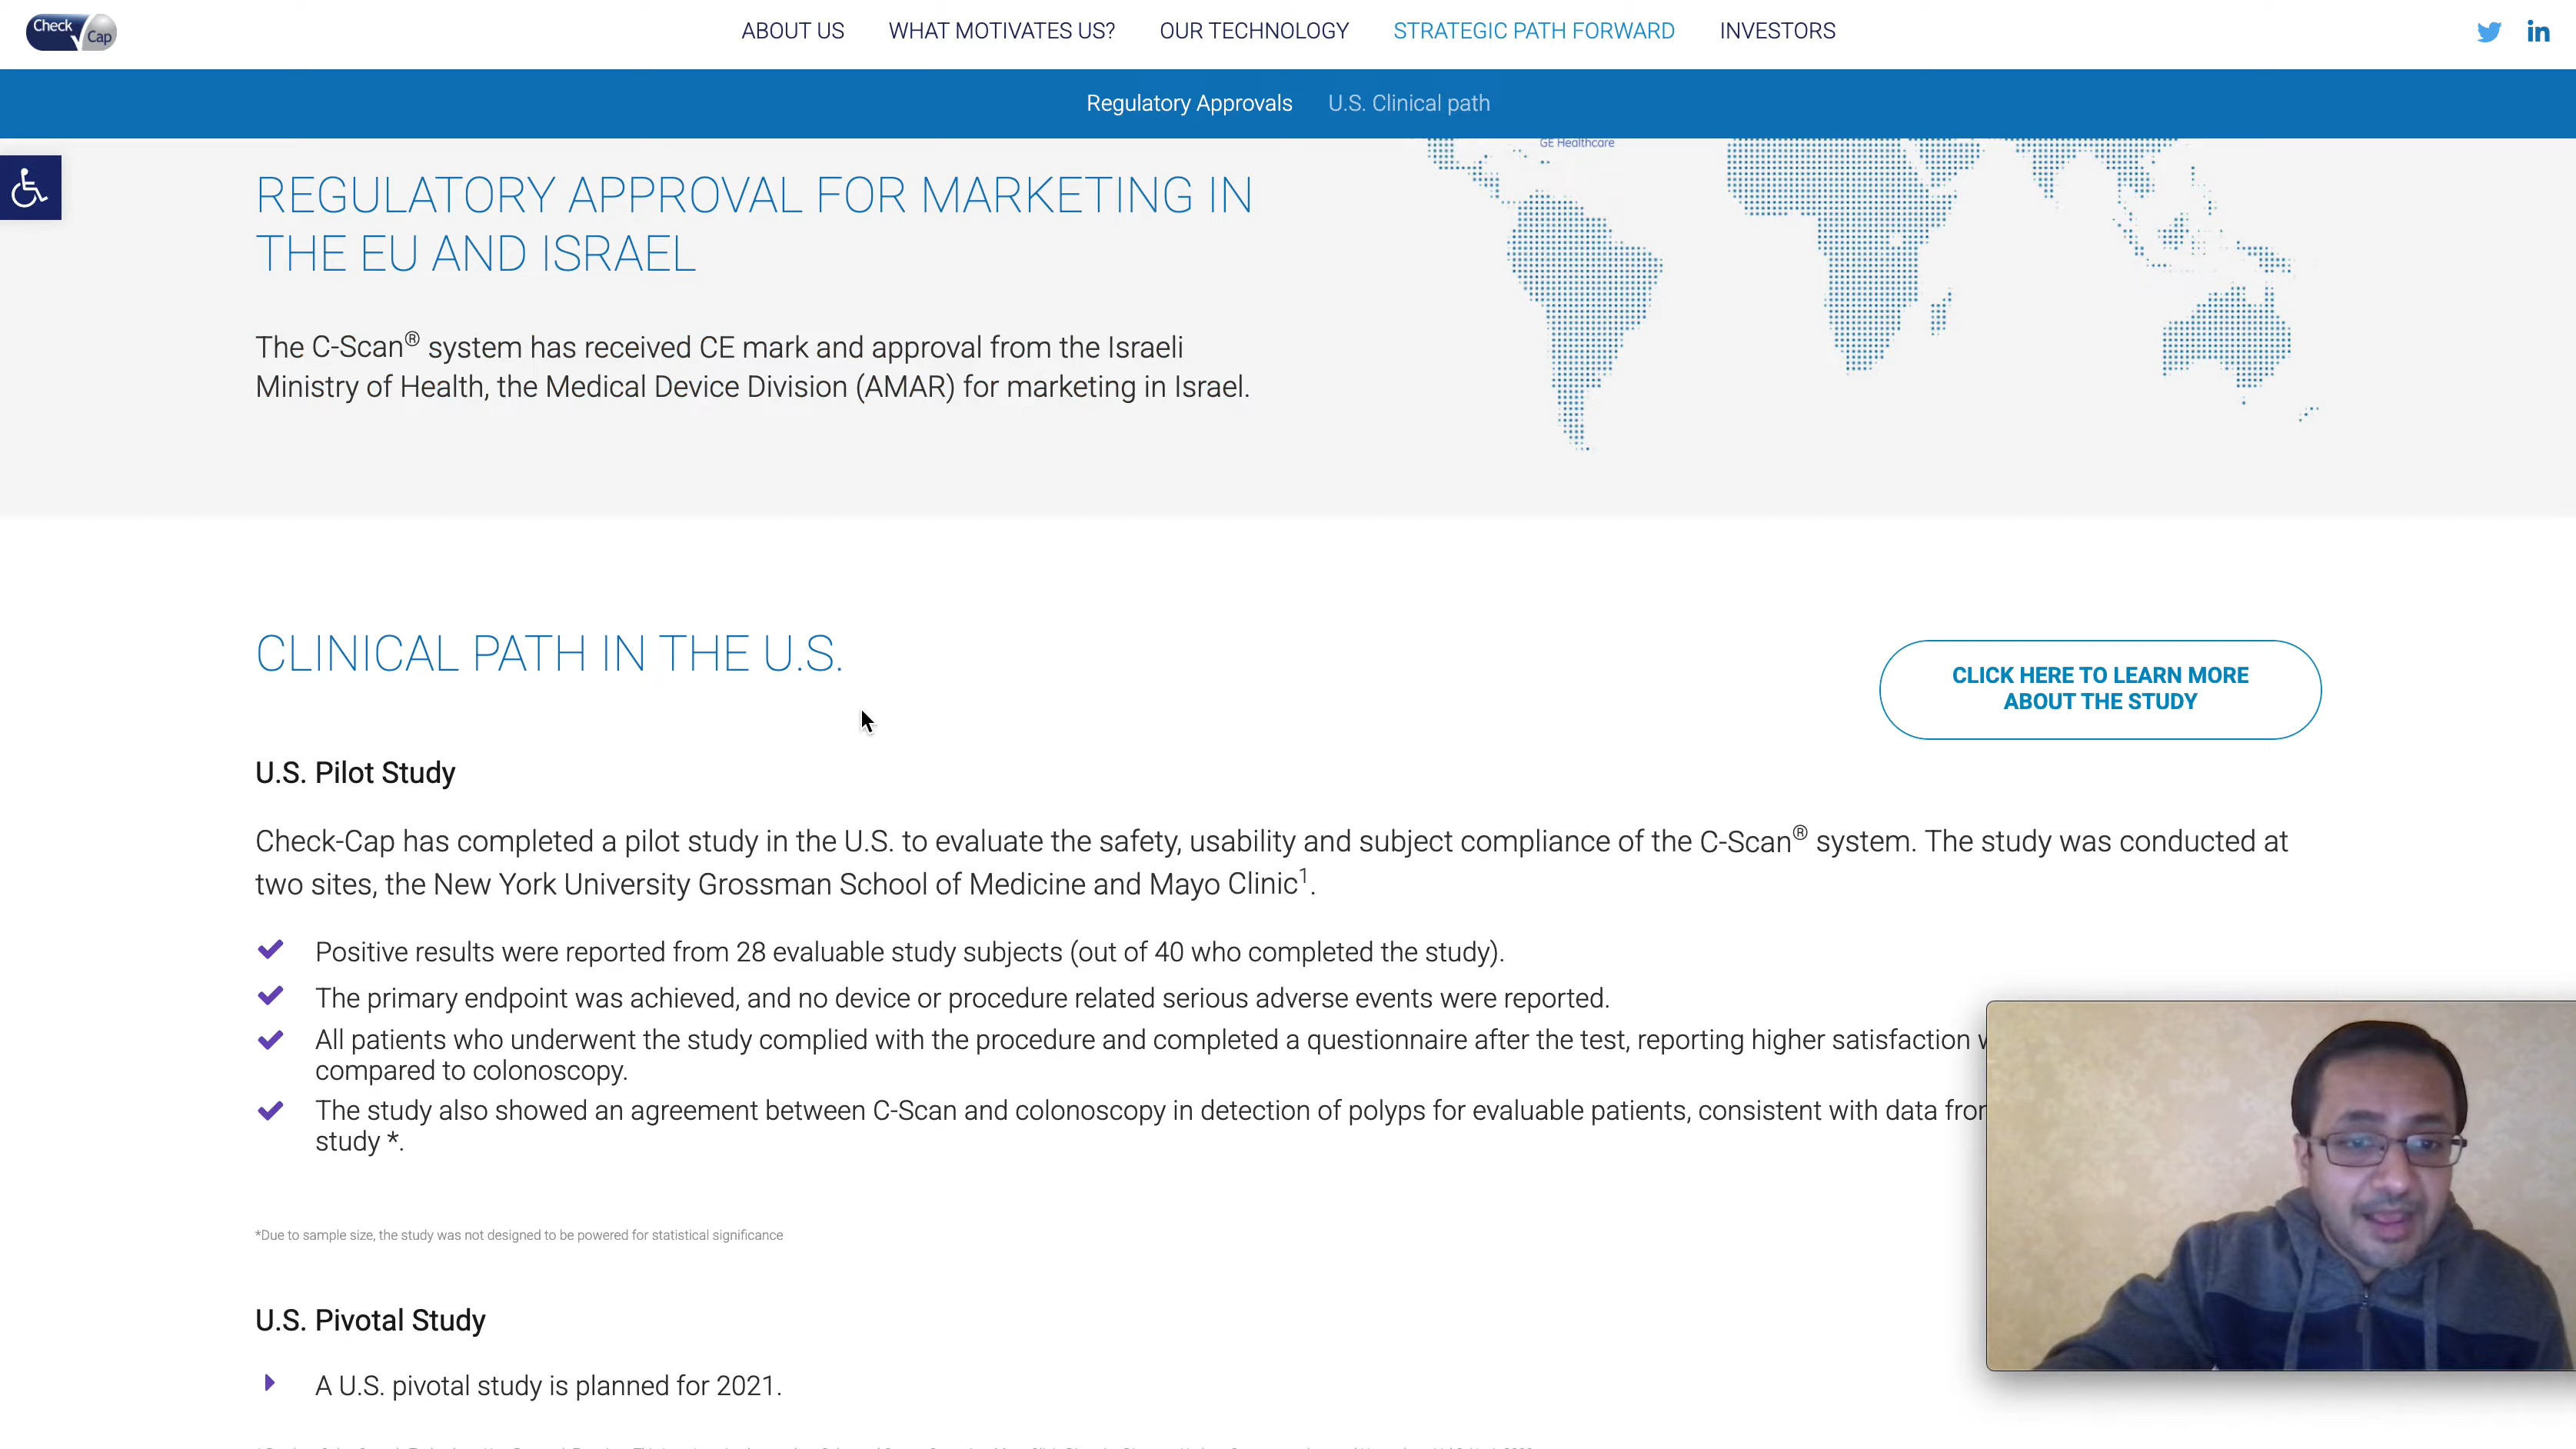 Check Cap
ABOUT US WHAT MOTIVATES US? OUR TECHNOLOGY STRATEGIC PATH FORWARD INVESTORS
Regulatory Approvals U.S. Clinical path
GE Healthcare
REGULATORY APPROVAL FOR MARKETING IN
THE EU AND ISRAEL
The C-Scan® system has received CE mark and approval from the Israeli
Ministry of Health, the Medical Device Division (AMAR) for marketing in Israel.
CLINICAL PATH IN THE U.S.
CLICK HERE TO LEARN MORE
ABOUT THE STUDY
U.S. Pilot Study
Check-Cap has completed a pilot study in the U.S. to evaluate the safety, usability and subject compliance of the C-Scan® system. The study was conducted at
two sites, the New York University Grossman School of Medicine and Mayo Clinic¹.
Positive results were reported from 28 evaluable study subjects (out of 40 who completed the study).
The primary endpoint was achieved, and no device or procedure related serious adverse events were reported.
All patients who underwent the study complied with the procedure and completed a questionnaire after the test, reporting higher satisfaction
compared to colonoscopy.
The study also showed an agreement between C-Scan and colonoscopy in detection of polyps for evaluable patients, consistent with data
study *.
*Due to sample size, the study was not designed to be powered for statistical significance
U.S. Pivotal Study
A U.S. pivotal study is planned for 2021.